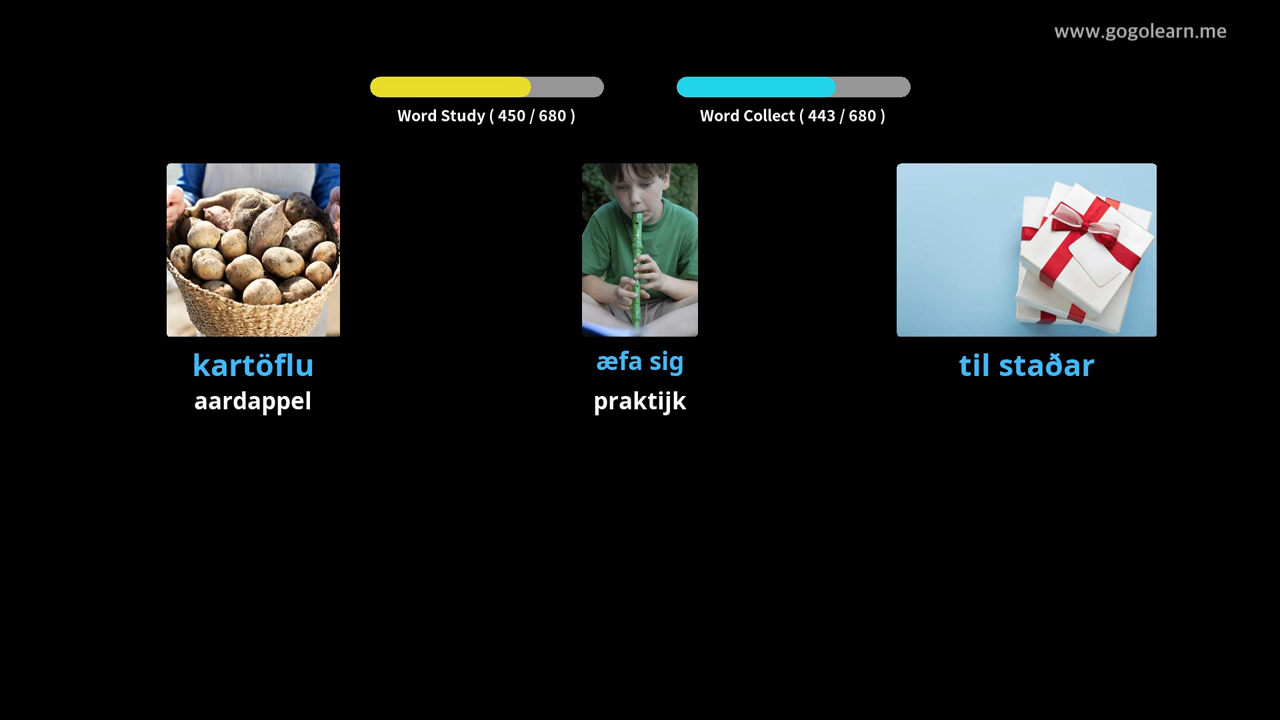 www.gogolearn.me
Word Study ( 450 / 680 )
Word Collect ( 443 / 680 )
kartöflu
aardappel
æfa sig
praktijk
til staðar